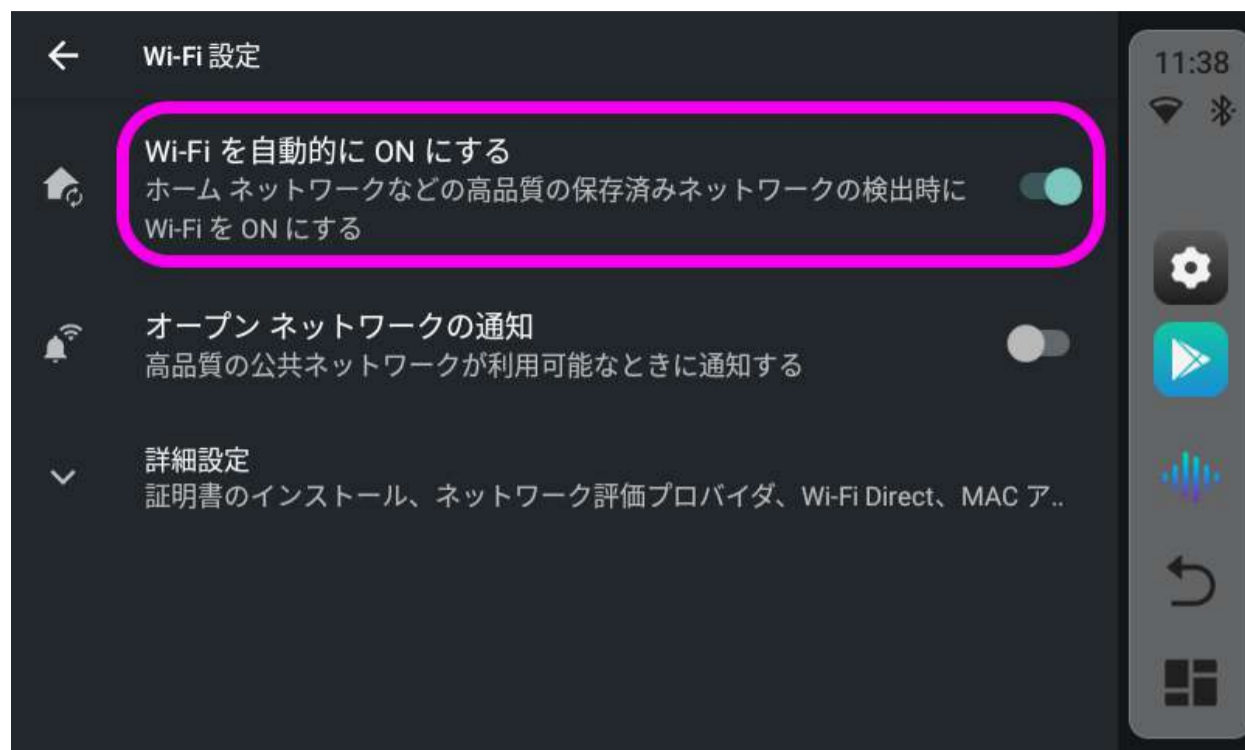 Wi-Fi 設定
Wi-Fi を自動的に ON にする
ホーム ネットワークなどの高品質の保存済みネットワークの検出時に
Wi-Fi を ON にする
オープン ネットワークの通知
高品質の公共ネットワークが利用可能なときに通知する
詳細設定
証明書のインストール、ネットワーク評価プロバイダ、Wi-Fi Direct、MAC ア..
11:38